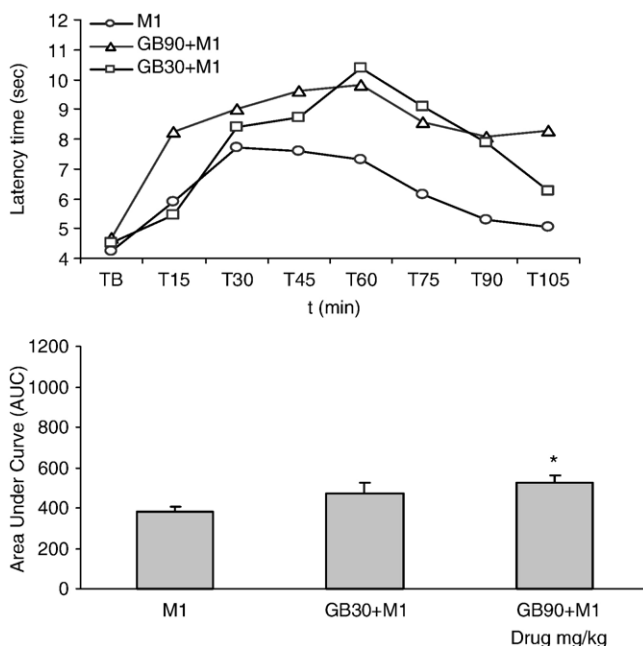 12
11
10
9
8
7
6
5
4
Latency time (sec)
M1
GB90+M1
GB30+M1
TB T15 T30 T45 T60 T75 T90 T105
t (min)
1200
1000
800
600
400
200
0
Area Under Curve (AUC)
*
M1 GB30+M1 GB90+M1
Drug mg/kg